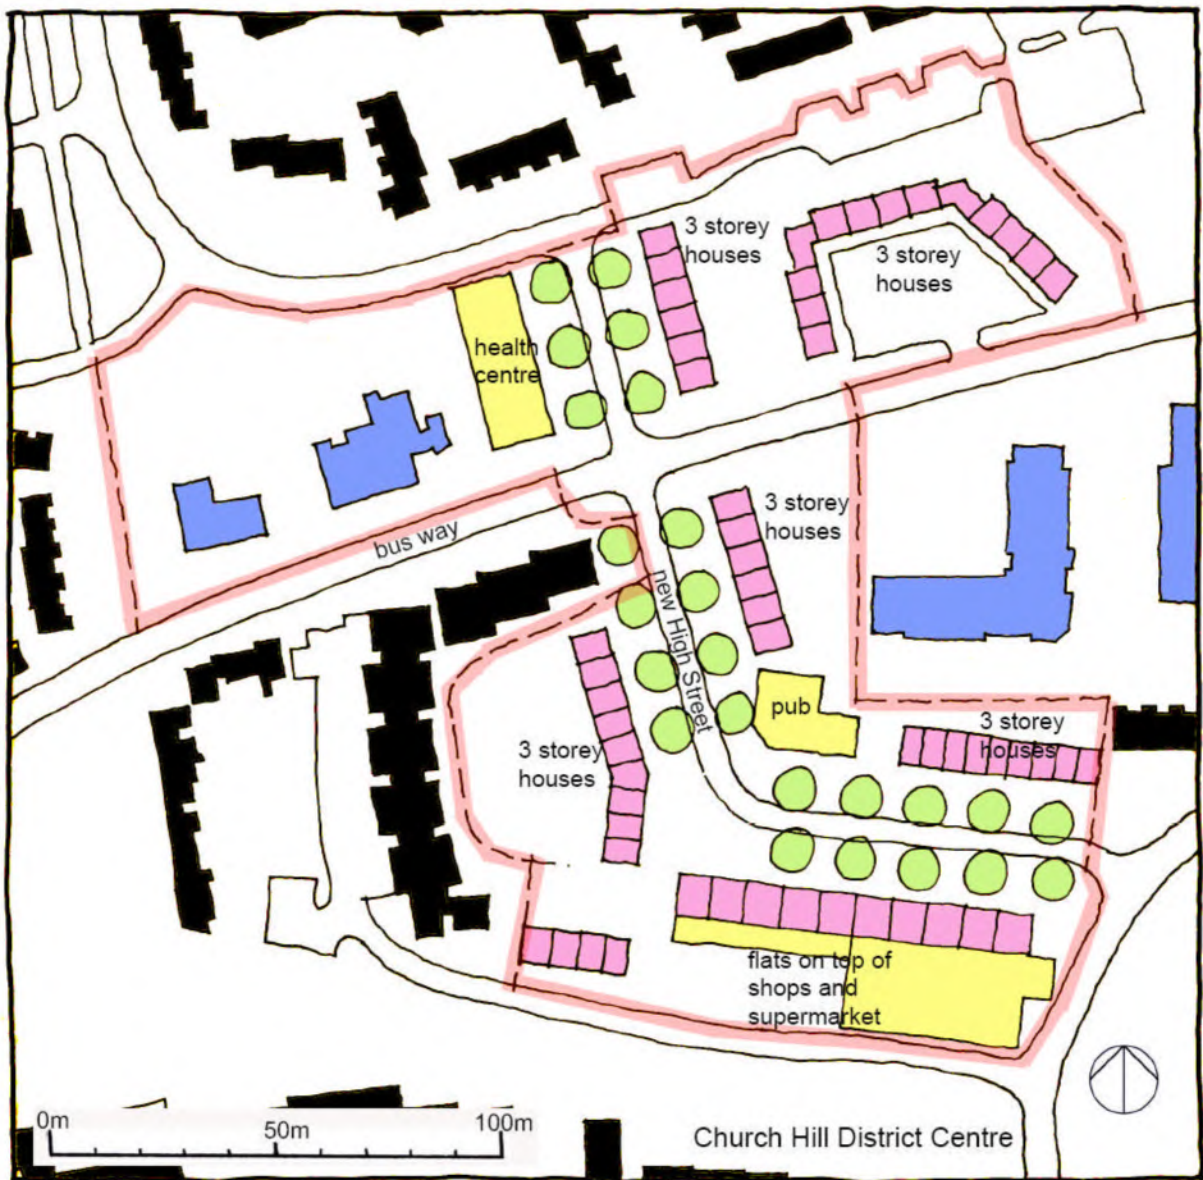 3 storey
houses
3 storey
houses
health
centre
3 storey
houses
bus way
new High Street
pub
3 storey
houses
3 storey
houses
flats on top of
shops and
supermarket
0m
50m
100m
Church Hill District Centre